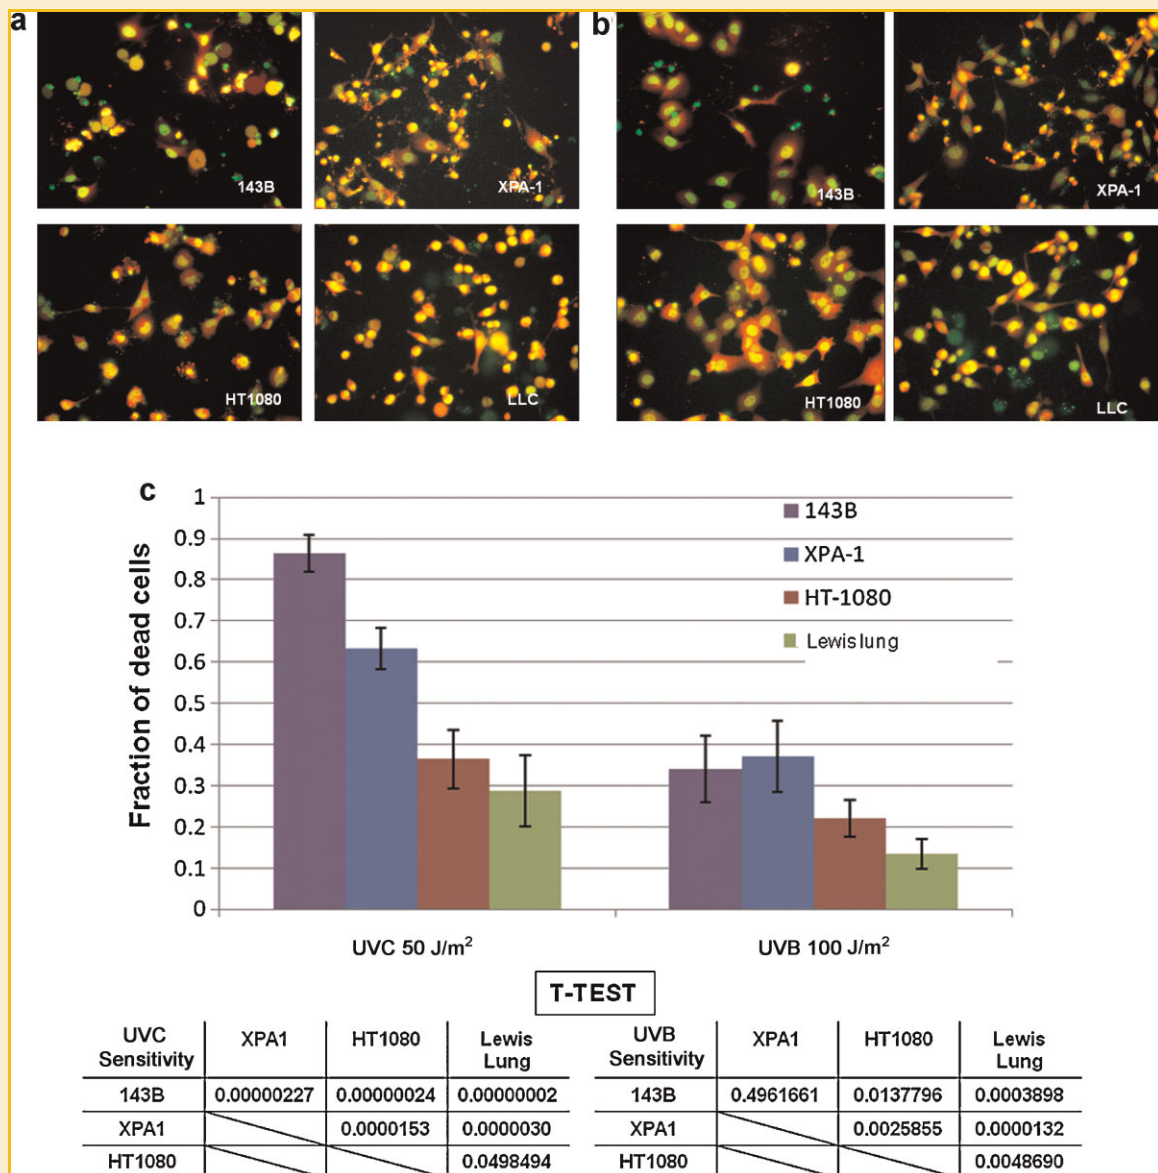 a
b
143B
XPA-1
143B
XPA-1
HT1080
LLC
HT1080
LLC
c
Fraction of dead cells
1
0.9
0.8
0.7
0.6
0.5
0.4
0.3
0.2
0.1
0
143B
XPA-1
HT-1080
Lewis lung
UVC 50 J/m²
UVB 100 J/m²
T-TEST
UVC Sensitivity XPA1 HT1080 Lewis Lung
143B 0.00000227 0.00000024 0.00000002
XPA1 0.0000153 0.0000030
HT1080 0.0498494
UVB Sensitivity XPA1 HT1080 Lewis Lung
143B 0.4961661 0.0137796 0.0003898
XPA1 0.0025855 0.0000132
HT1080 0.0048690